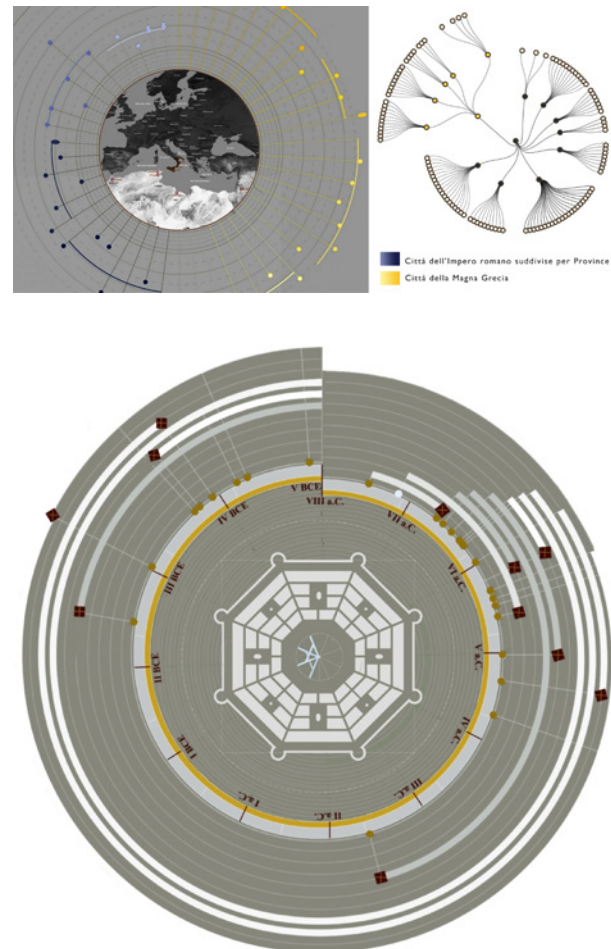 Città dell'Impero romano suddivise per Province
Città della Magna Grecia
V BCE
VIII a.C.
IV BCE
VII a.C.
III BCE
VI a.C.
II BCE
V a.C.
I BCE
IV a.C.
I a.C.
II a.C.
III a.C.